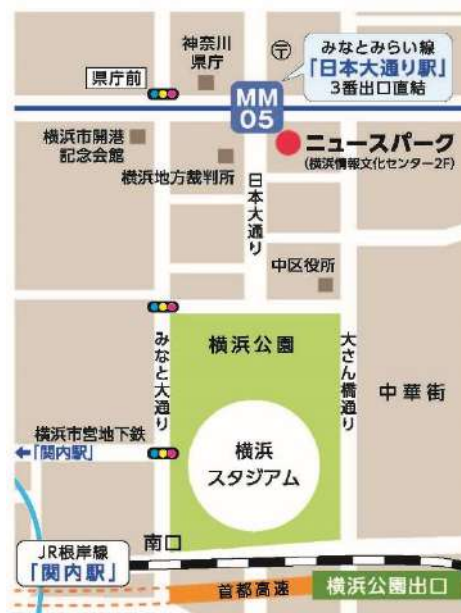 神奈川
県庁
〒
みなとみらい線
「日本大通り駅」
3番出口直結
県庁前
MM
05
横浜市開港
記念会館
横浜地方裁判所
ニュースパーク
(横浜情報文化センター2F)
日本大通り
中区役所
みなと大通り
横浜公園
大さん橋通り
中華街
横浜市営地下鉄
←「関内駅」
横浜
スタジアム
JR根岸線
「関内駅」
南口
首都高速
横浜公園出口